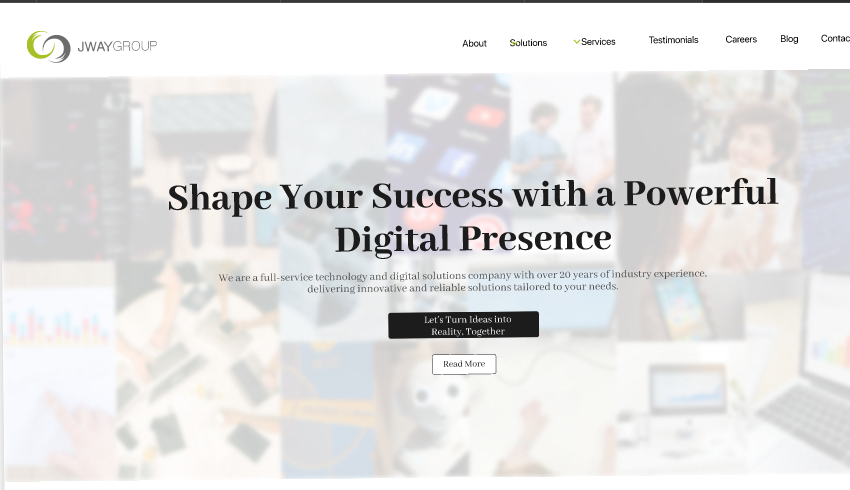 JWAYGROUP
About Solutions Services Testimonials Careers Blog Contac
Shape Your Success with a Powerful
Digital Presence
We are a full-service technology and digital solutions company with over 20 years of industry experience,
delivering innovative and reliable solutions tailored to your needs.
Let's Turn Ideas into
Reality, Together
Read More